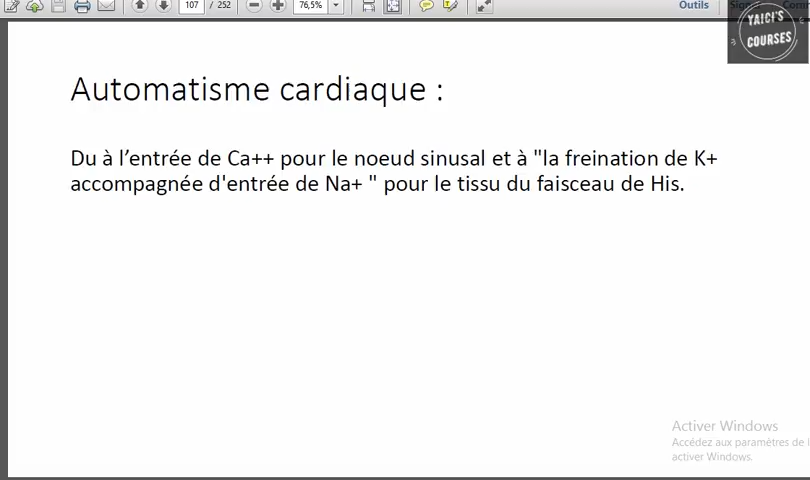 107 / 252
76,5%
Outils
YAICI'S
COURSES
Automatisme cardiaque :
Du à l’entrée de Ca++ pour le noeud sinusal et à "la freination de K+
accompagnée d'entrée de Na+ " pour le tissu du faisceau de His.
Activer Windows
Accédez aux paramètres de l
activer Windows.